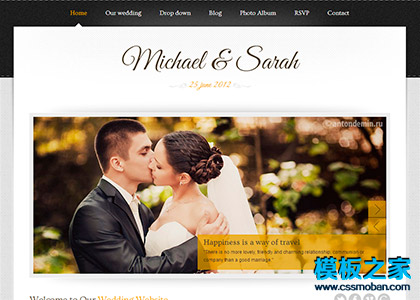 Home Our wedding Drop down Blog Photo Album RSVP Contact
Michael & Sarah
25 june 2012
©antondemin.ru
Happiness is a way of travel
"There is no more lovely, friendly and charming relationship, communion or
company than a good marriage."
Welcome to Our Wedding Website
模板之家
www.cssmoban.com